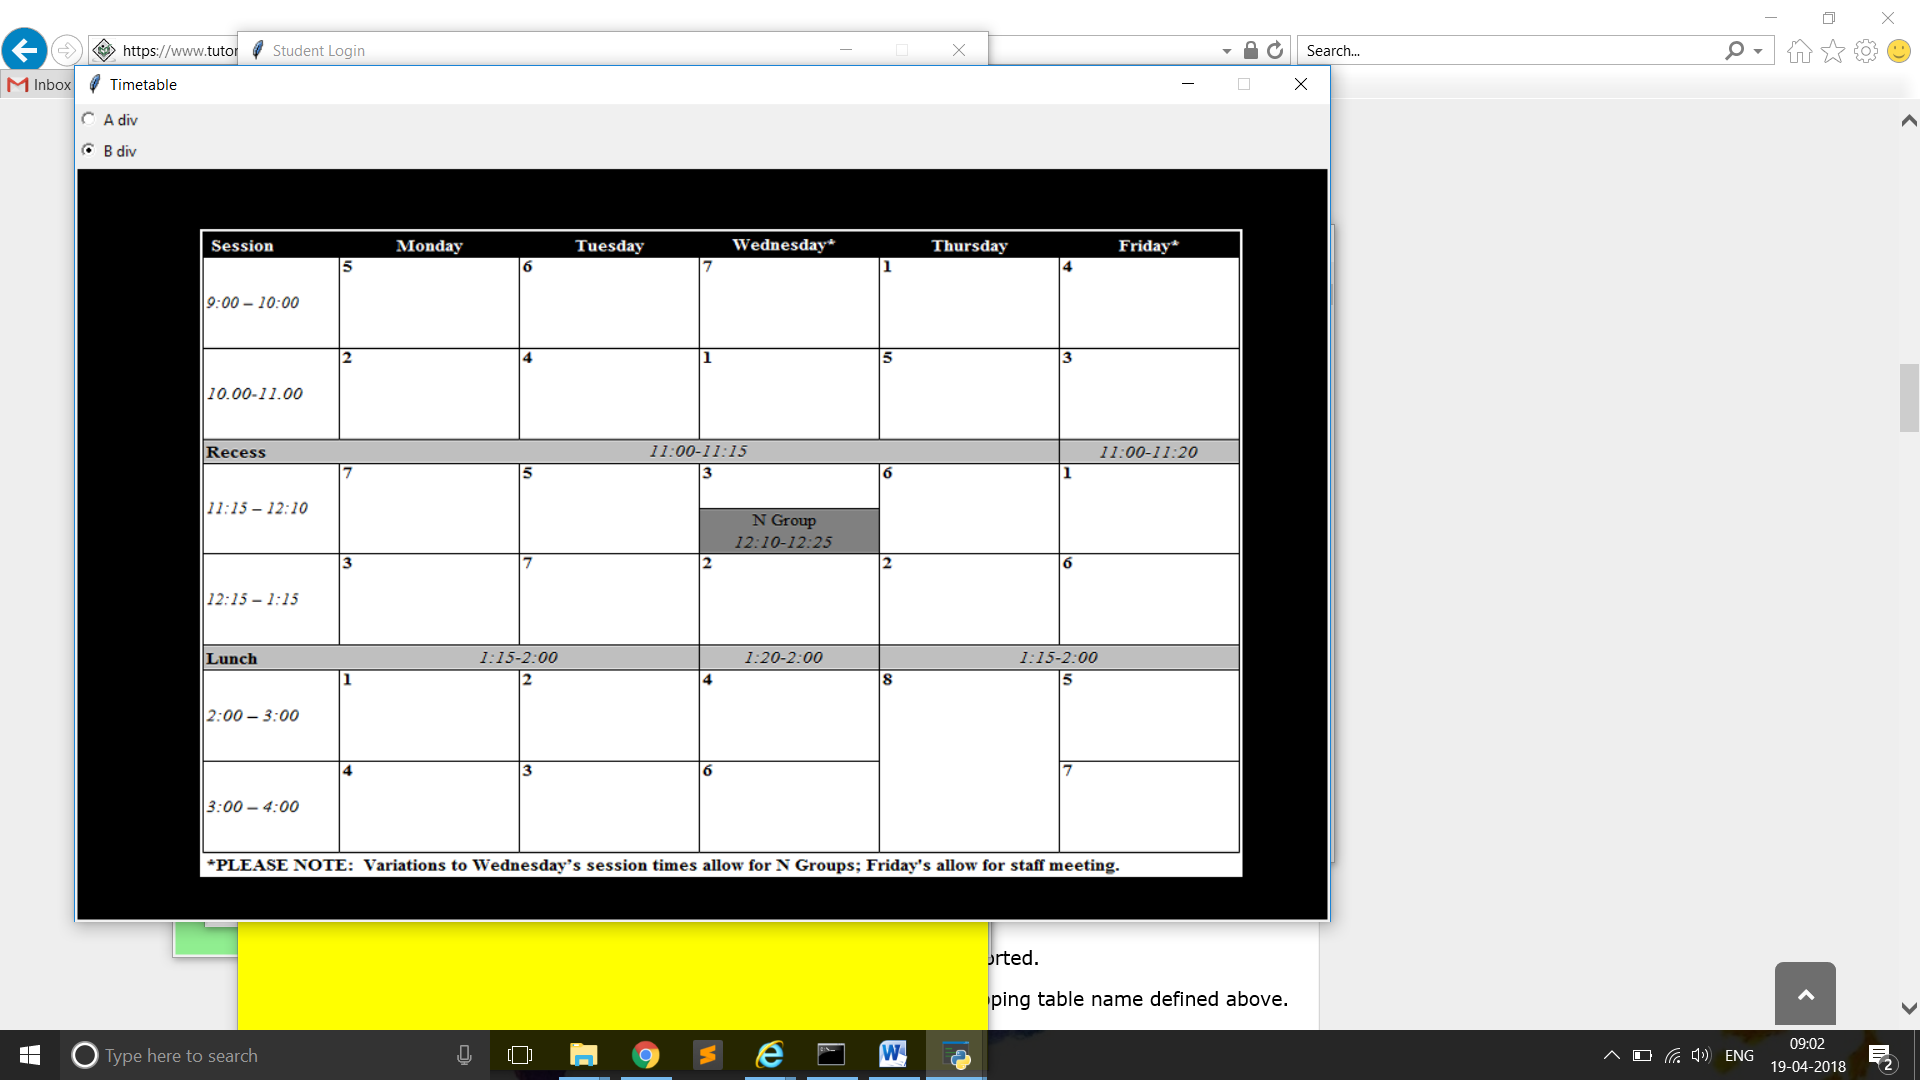 https://www.tutor
Student Login
Search...
Inbox
Timetable
A div
B div
Session Monday Tuesday Wednesday* Thursday Friday*
9:00 – 10:00 5 6 7 1 4
10.00-11.00 2 4 1 5 3
Recess 11:00-11:15 11:00-11:20
11:15 – 12:10 7 5 3 6 1
N Group
12:10-12:25
12:15 – 1:15 3 7 2 2 6
Lunch 1:15-2:00 1:20-2:00 1:15-2:00
2:00 – 3:00 1 2 4 8 5
3:00 – 4:00 4 3 6 7
*PLEASE NOTE: Variations to Wednesday's session times allow for N Groups; Friday's allow for staff meeting.
orted.
pping table name defined above.
Type here to search
ENG
09:02
19-04-2018
2